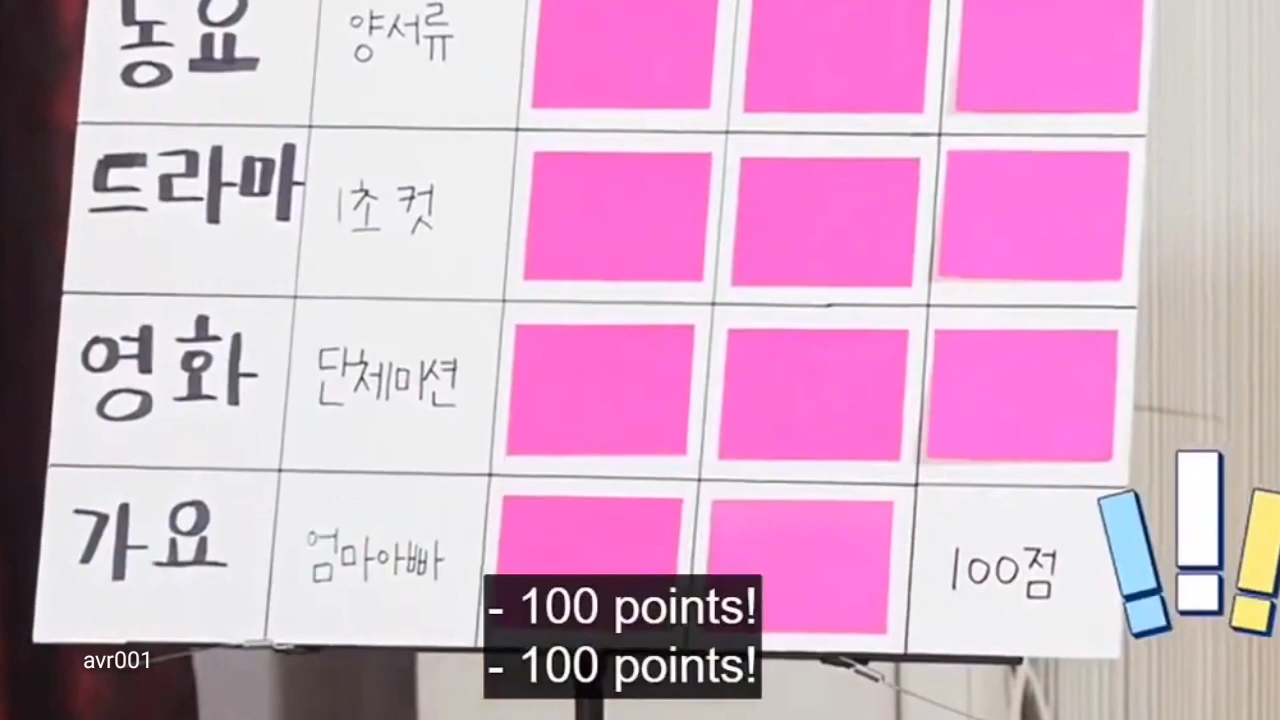 동요 양서류
드라마 1초 컷
영화 단체미션
가요 엄마아빠 100점
- 100 points!
- 100 points!
avr001